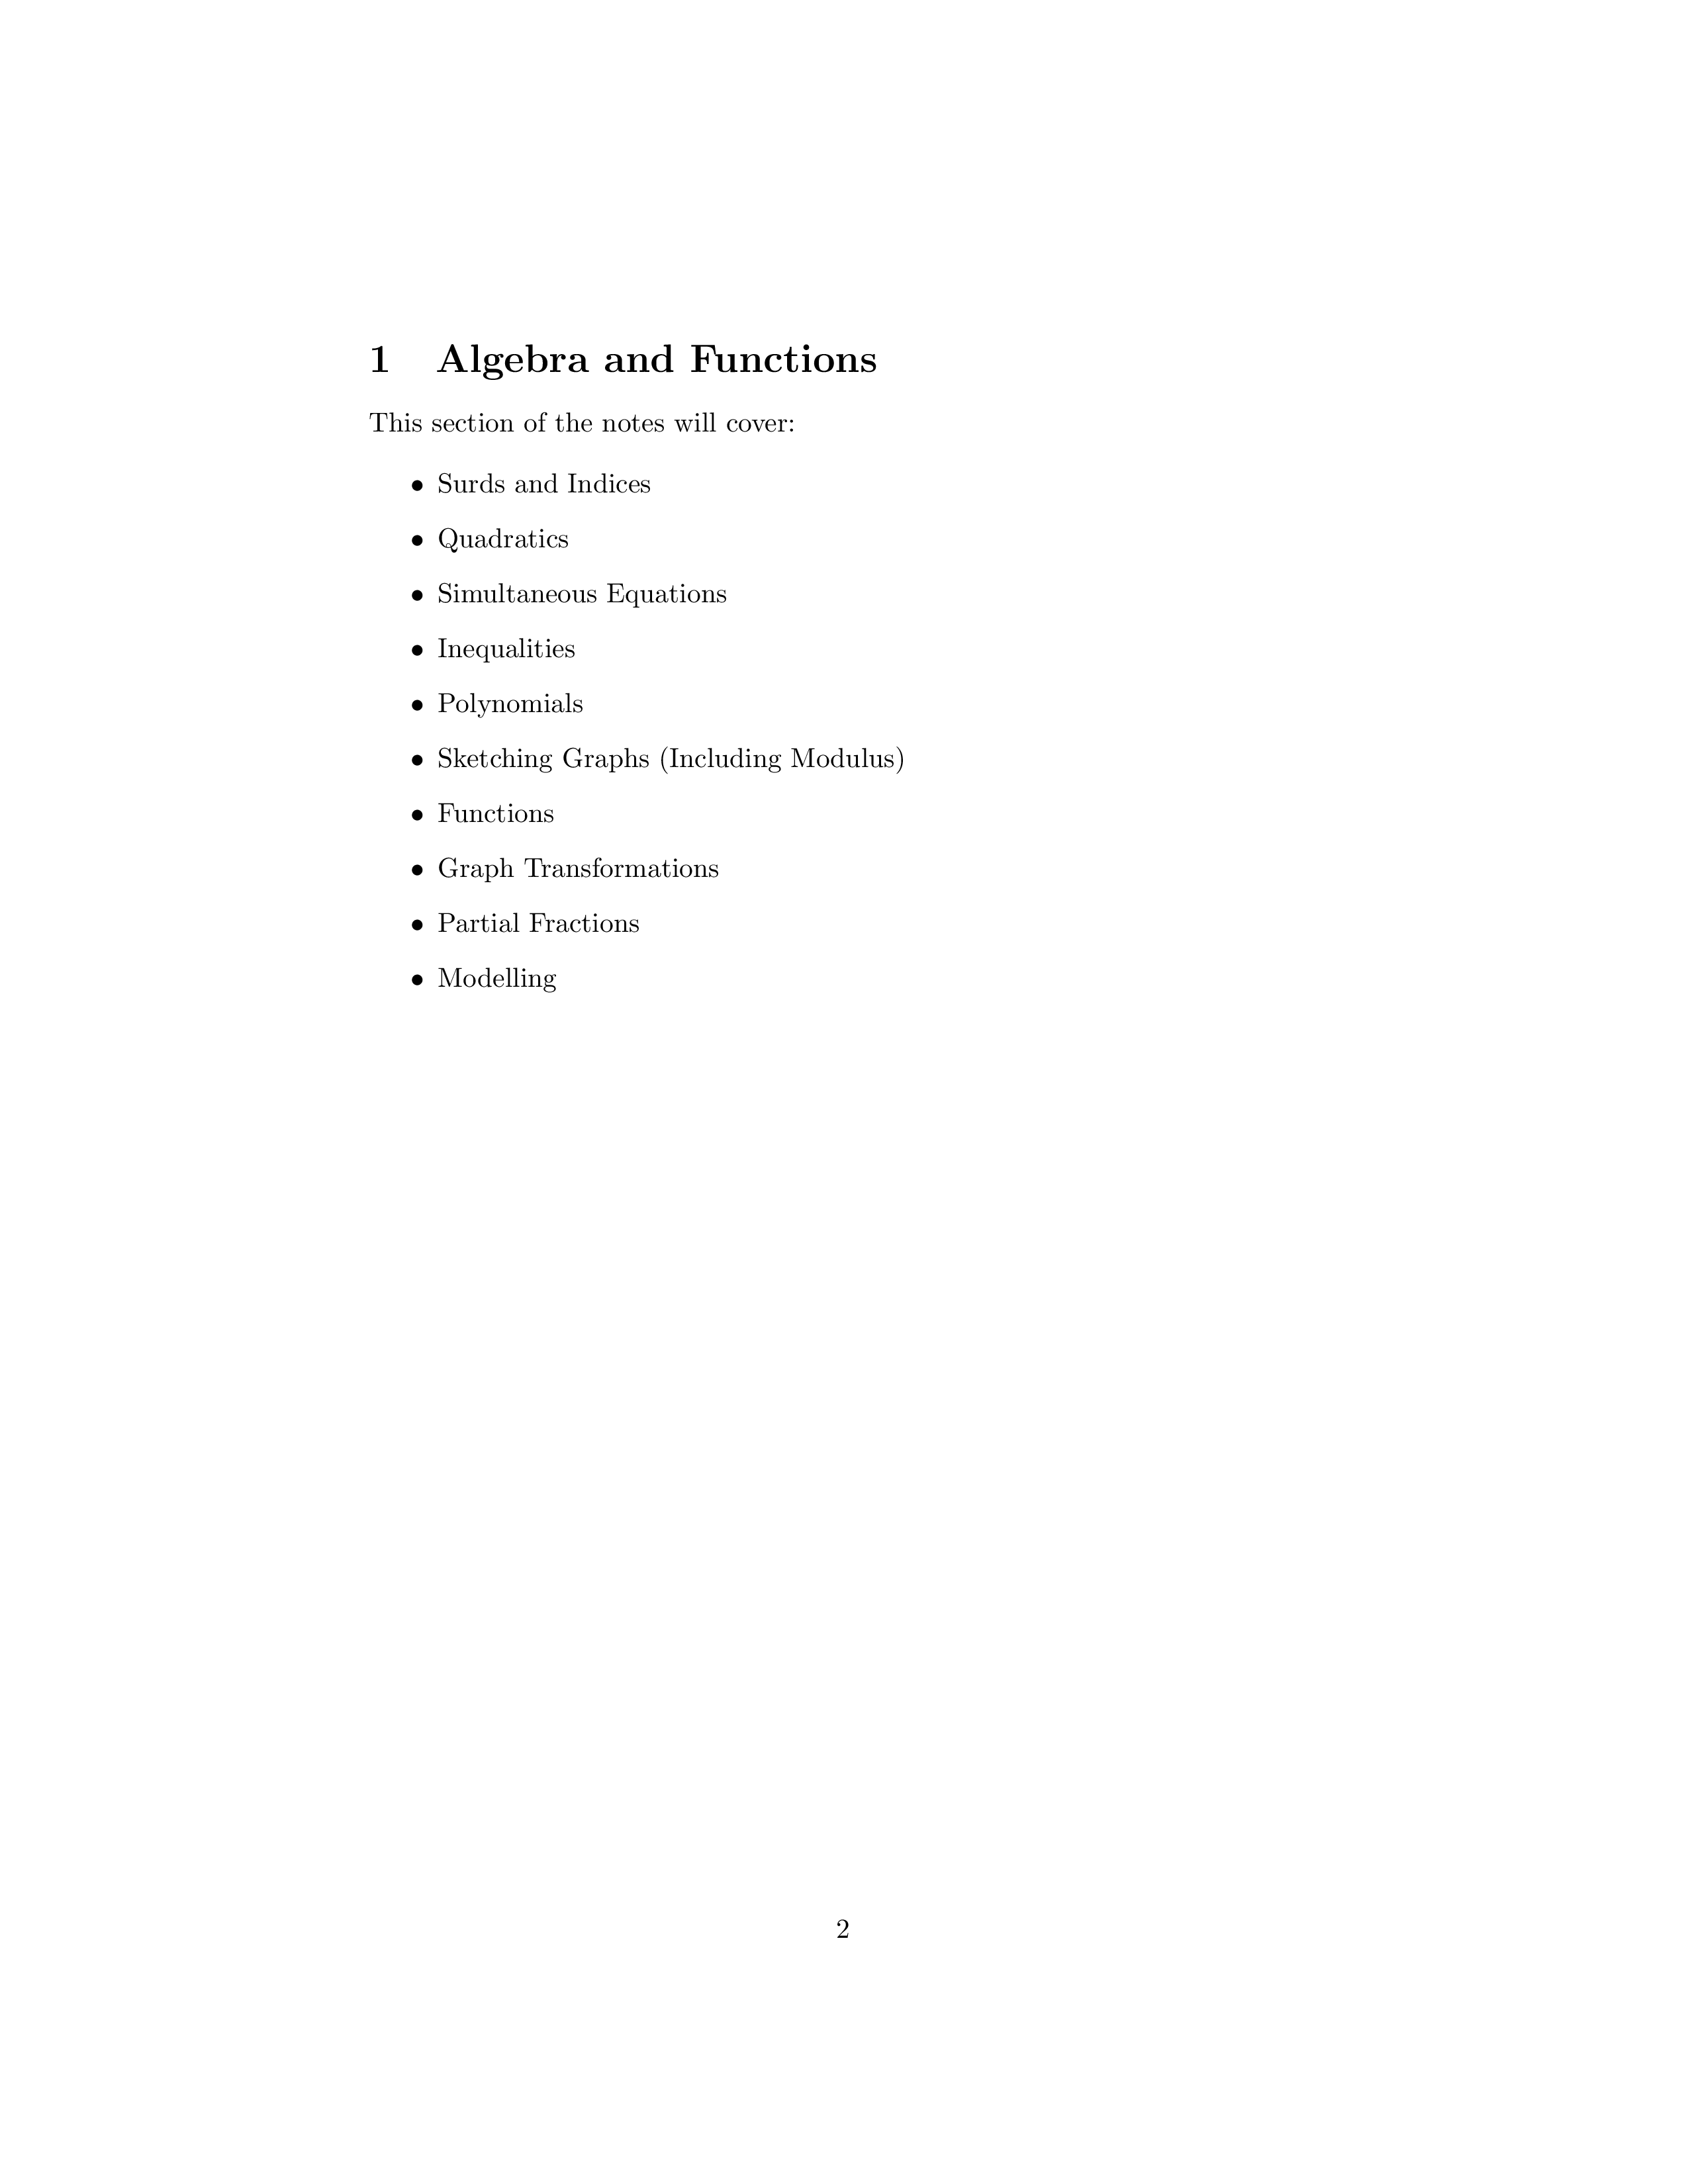 1 Algebra and Functions
This section of the notes will cover:
• Surds and Indices
• Quadratics
• Simultaneous Equations
• Inequalities
• Polynomials
• Sketching Graphs (Including Modulus)
• Functions
• Graph Transformations
• Partial Fractions
• Modelling
2